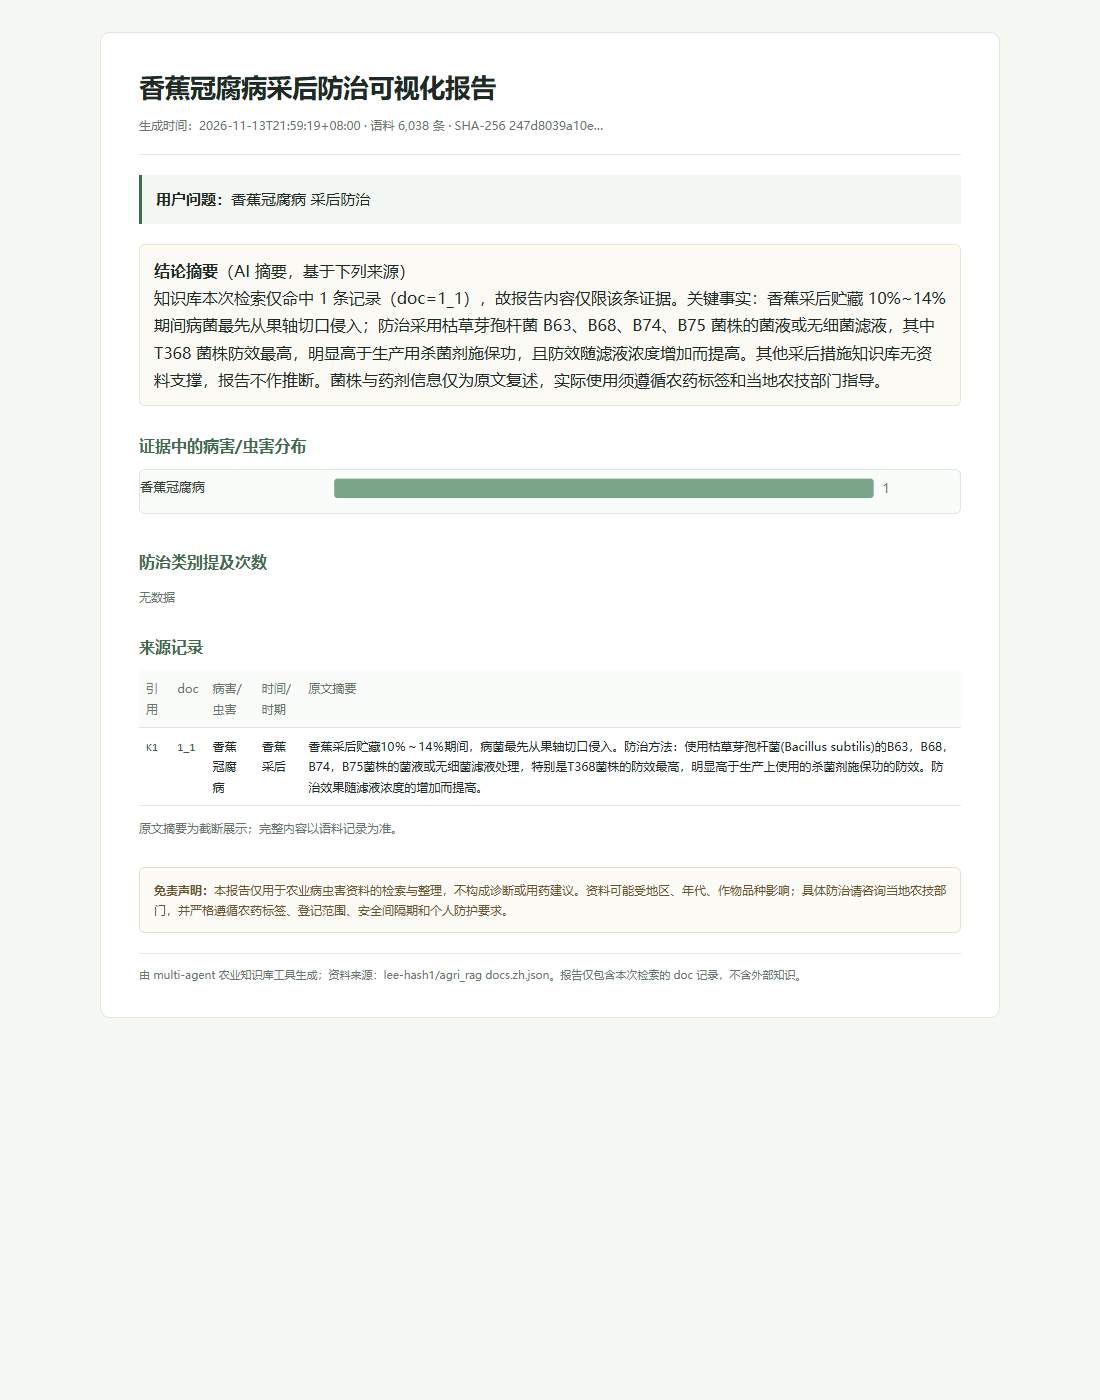 香蕉冠腐病采后防治可视化报告
生成时间：2026-11-13T21:59:19+08:00 · 语料 6,038 条 · SHA-256 247d8039a10e…
用户问题：香蕉冠腐病 采后防治
结论摘要（AI 摘要，基于下列来源）
知识库本次检索仅命中 1 条记录（doc=1_1），故报告内容仅限该条证据。关键事实：香蕉采后贮藏 10%~14%
期间病菌最先从果轴切口侵入；防治采用枯草芽孢杆菌 B63、B68、B74、B75 菌株的菌液或无细菌滤液，其中
T368 菌株防效最高，明显高于生产用杀菌剂施保功，且防效随滤液浓度增加而提高。其他采后措施知识库无资
料支撑，报告不作推断。菌株与药剂信息仅为原文复述，实际使用须遵循农药标签和当地农技部门指导。
证据中的病害/虫害分布
香蕉冠腐病 1
防治类别提及次数
无数据
来源记录
引用 doc 病害/虫害 时间/时期 原文摘要
K1 1_1 香蕉冠腐病 香蕉采后 香蕉采后贮藏10%～14%期间，病菌最先从果轴切口侵入。防治方法：使用枯草芽孢杆菌(Bacillus subtilis)的B63，B68，
B74，B75菌株的菌液或无细菌滤液处理，特别是T368菌株的防效最高，明显高于生产上使用的杀菌剂施保功的防效。防
治效果随滤液浓度的增加而提高。
原文摘要为截断展示；完整内容以语料记录为准。
免责声明：本报告仅用于农业病虫害资料的检索与整理，不构成诊断或用药建议。资料可能受地区、年代、作物品种影响；具体防治请咨询当地农技部
门，并严格遵循农药标签、登记范围、安全间隔期和个人防护要求。
由 multi-agent 农业知识库工具生成；资料来源：lee-hash1/agri_rag docs.zh.json。报告仅包含本次检索的 doc 记录，不含外部知识。